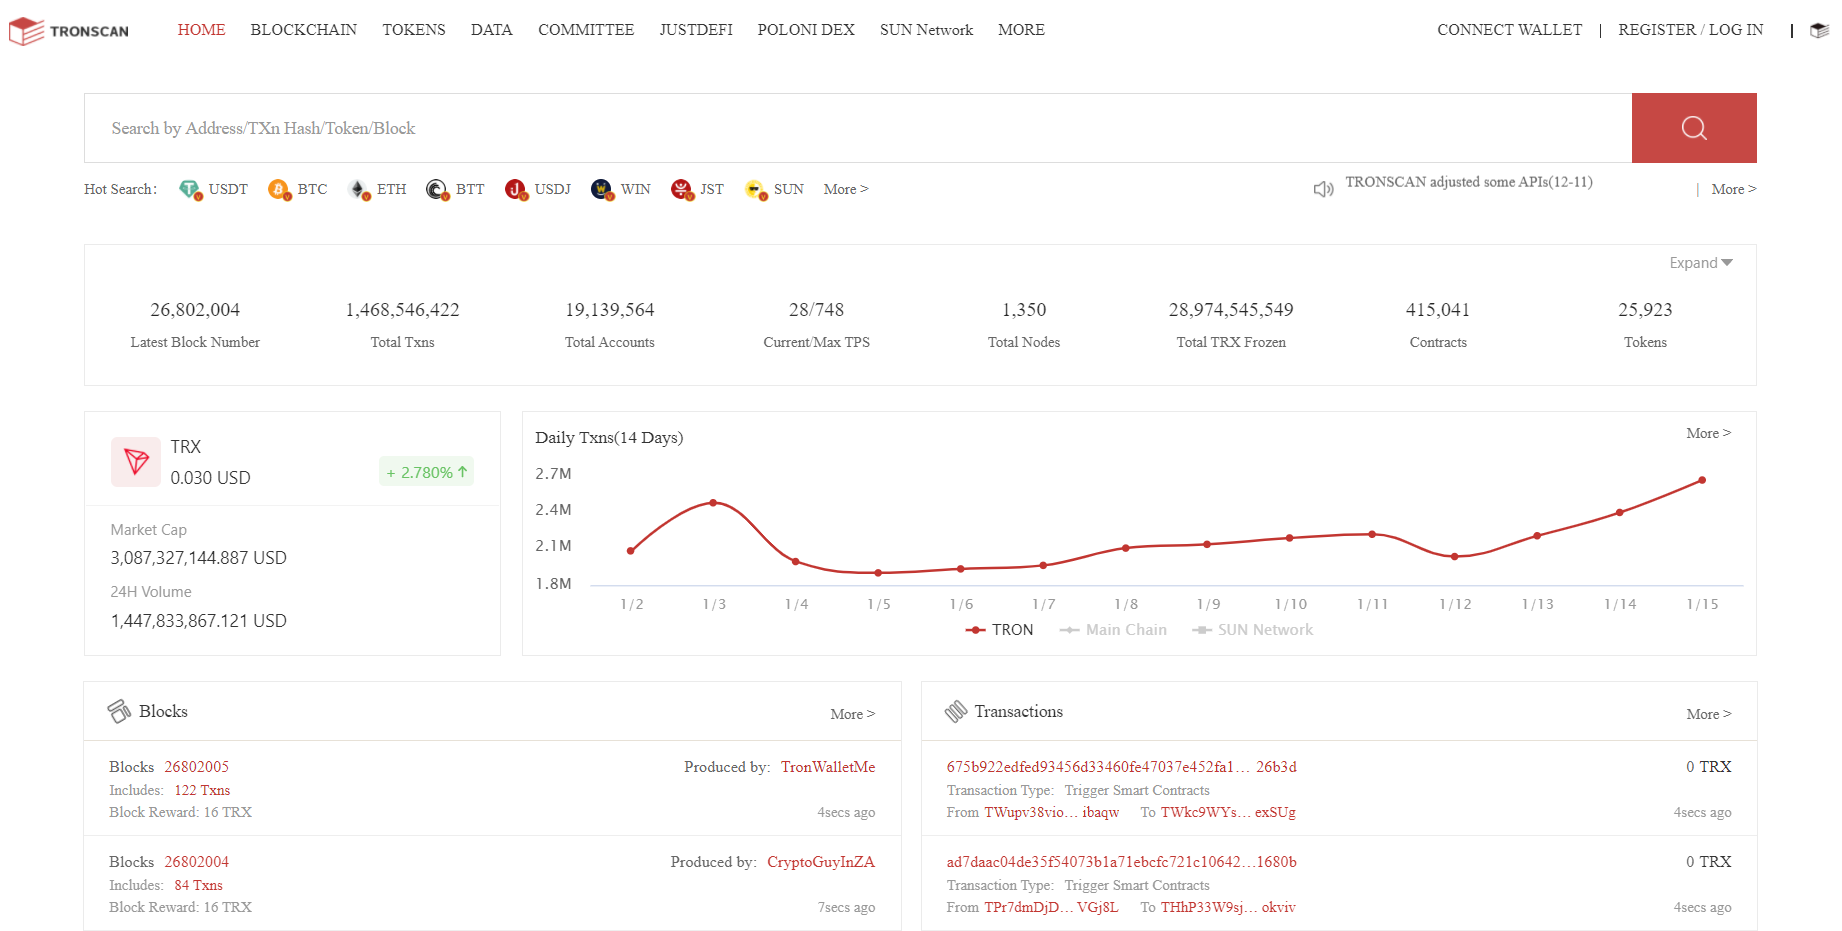 TRONSCAN HOME BLOCKCHAIN TOKENS DATA COMMITTEE JUSTDEFI POLONI DEX SUN Network MORE CONNECT WALLET | REGISTER / LOG IN |
Search by Address/TXn Hash/Token/Block
Hot Search: USDT BTC ETH BTT USDJ WIN JST SUN More > TRONSCAN adjusted some APIs(12-11) | More >
Expand
26,802,004 1,468,546,422 19,139,564 28/748 1,350 28,974,545,549 415,041 25,923
Latest Block Number Total Txns Total Accounts Current/Max TPS Total Nodes Total TRX Frozen Contracts Tokens
TRX
0.030 USD
+ 2.780% ↑
Market Cap
3,087,327,144.887 USD
24H Volume
1,447,833,867.121 USD
Daily Txns(14 Days) More >
2.7M
2.4M
2.1M
1.8M
1/2 1/3 1/4 1/5 1/6 1/7 1/8 1/9 1/10 1/11 1/12 1/13 1/14 1/15
TRON Main Chain SUN Network
Blocks More >
Blocks 26802005 Produced by: TronWalletMe
Includes: 122 Txns
Block Reward: 16 TRX 4secs ago
Blocks 26802004 Produced by: CryptoGuyInZA
Includes: 84 Txns
Block Reward: 16 TRX 7secs ago
Transactions More >
675b922edfed93456d33460fe47037e452fa1... 26b3d 0 TRX
Transaction Type: Trigger Smart Contracts
From TWupv38vio... ibaqw To TWkc9WYs... exSUg 4secs ago
ad7daac04de35f54073b1a71ebcfc721c10642...1680b 0 TRX
Transaction Type: Trigger Smart Contracts
From TPr7dmDjD... VGj8L To THhP33W9sj... okviv 4secs ago